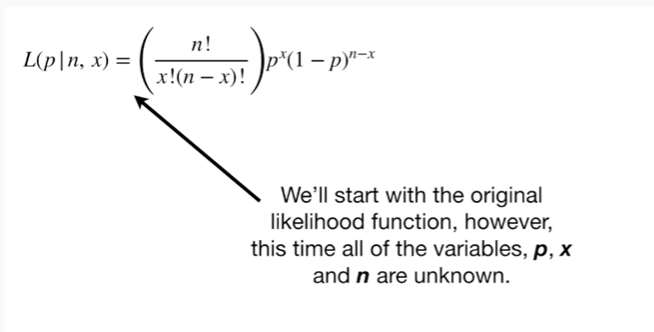 L(p|n, x) = (n! / x!(n − x)!) pˣ(1 − p)ⁿ⁻ˣ
We'll start with the original
likelihood function, however,
this time all of the variables, p, x
and n are unknown.